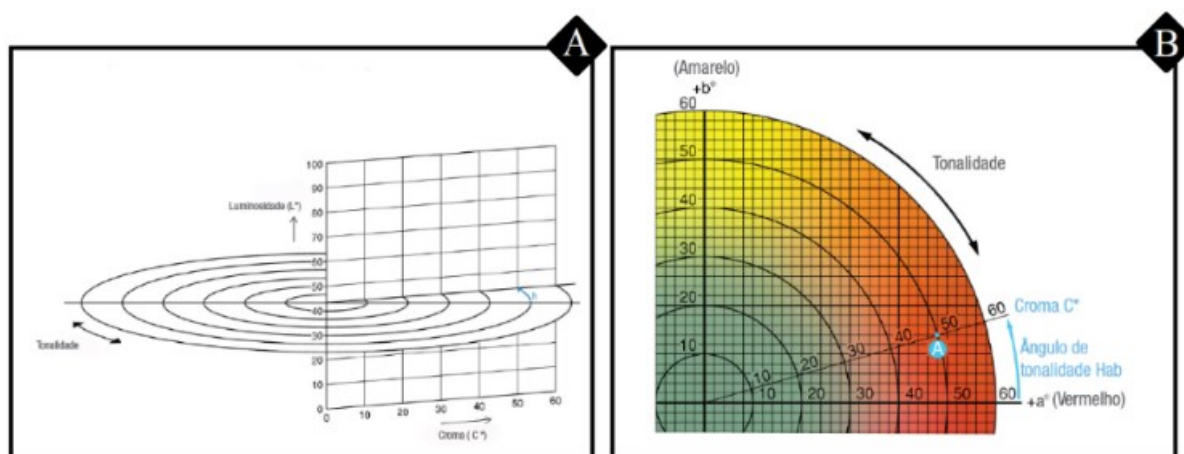 A
100
90
80
70
60
50
40
30
20
10
0
Luminosidade (L*)
h
Tonalidade
0 10 20 30 40 50 60
Croma ( C*)
B
(Amarelo)
+b°
60
50
40
30
20
10
Tonalidade
10 20 30 40 50 60
Croma C*
A
Ângulo de
tonalidade Hab
10 20 30 40 50 60
+a° (Vermelho)